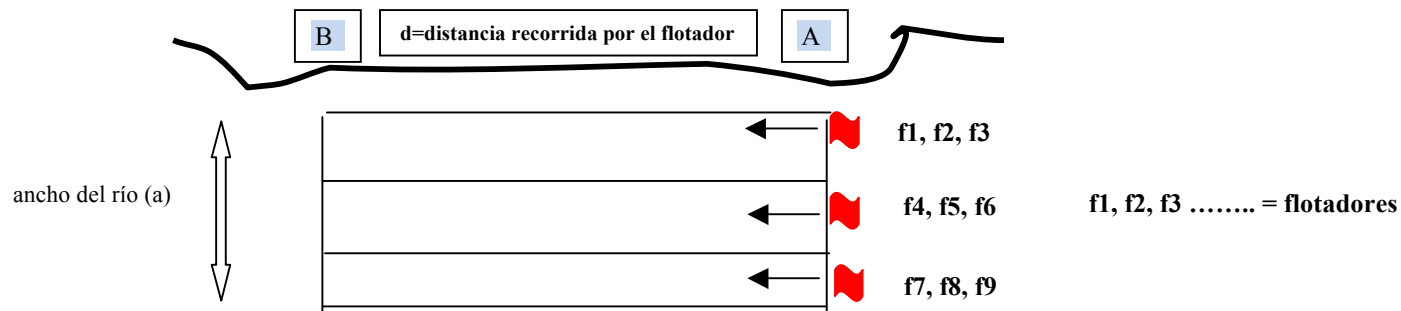 B d=distancia recorrida por el flotador A
f1, f2, f3
ancho del río (a) f4, f5, f6 f1, f2, f3 …….. = flotadores
f7, f8, f9